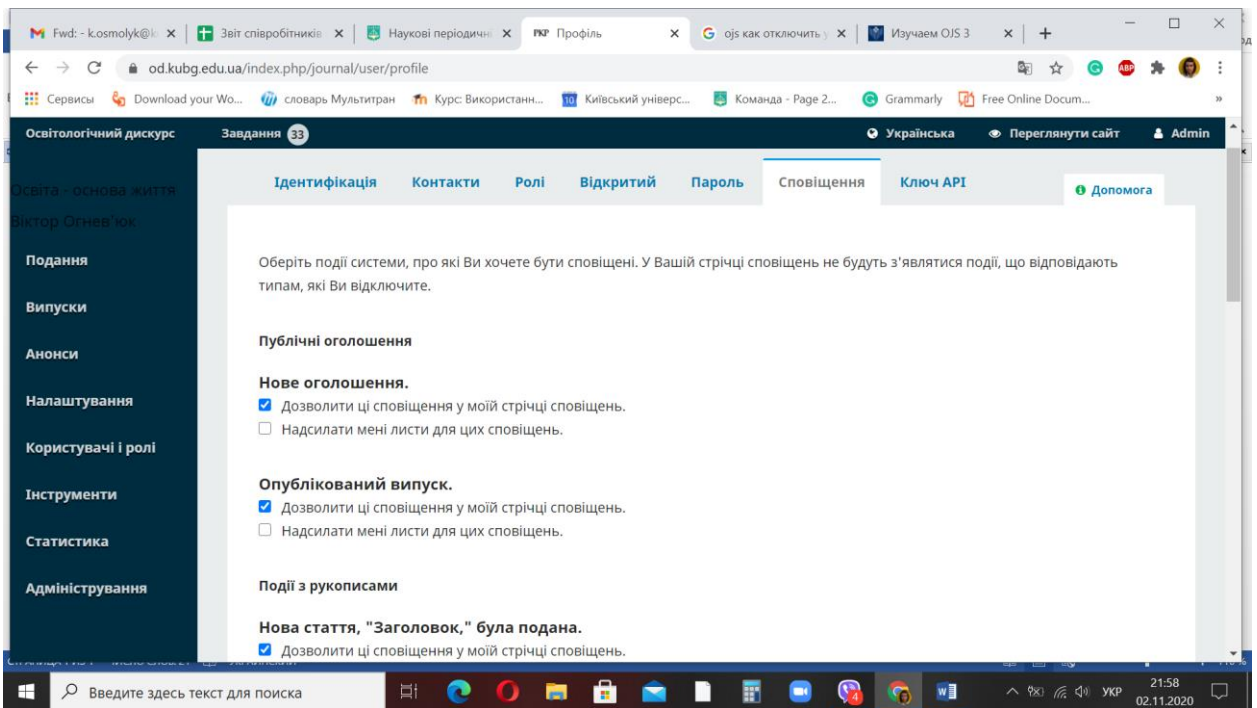 Fwd: - k.osmolyk@k
Звіт співробітників
Наукові періодичні
PKP Профіль
ojs как отключить у
Изучаем OJS 3
od.kubg.edu.ua/index.php/journal/user/profile
Сервисы
Download your Wo...
словарь Мультитран
Курс: Використанн...
Київський універс...
Команда - Page 2...
Grammarly
Free Online Docum...
Освітологічний дискурс
Завдання 33
Українська
Переглянути сайт
Admin
Освіта - основа життя
Віктор Огнев'юк
Подання
Випуски
Анонси
Налаштування
Користувачі і ролі
Інструменти
Статистика
Адміністрування
Ідентифікація Контакти Ролі Відкритий Пароль Сповіщення Ключ API
Допомога
Оберіть події системи, про які Ви хочете бути сповіщені. У Вашій стрічці сповіщень не будуть з'являтися події, що відповідають
типам, які Ви відключите.
Публічні оголошення
Нове оголошення.
Дозволити ці сповіщення у моїй стрічці сповіщень.
Надсилати мені листи для цих сповіщень.
Опублікований випуск.
Дозволити ці сповіщення у моїй стрічці сповіщень.
Надсилати мені листи для цих сповіщень.
Події з рукописами
Нова стаття, "Заголовок," була подана.
Дозволити ці сповіщення у моїй стрічці сповіщень.
Введите здесь текст для поиска
4
УКР
21:58
02.11.2020